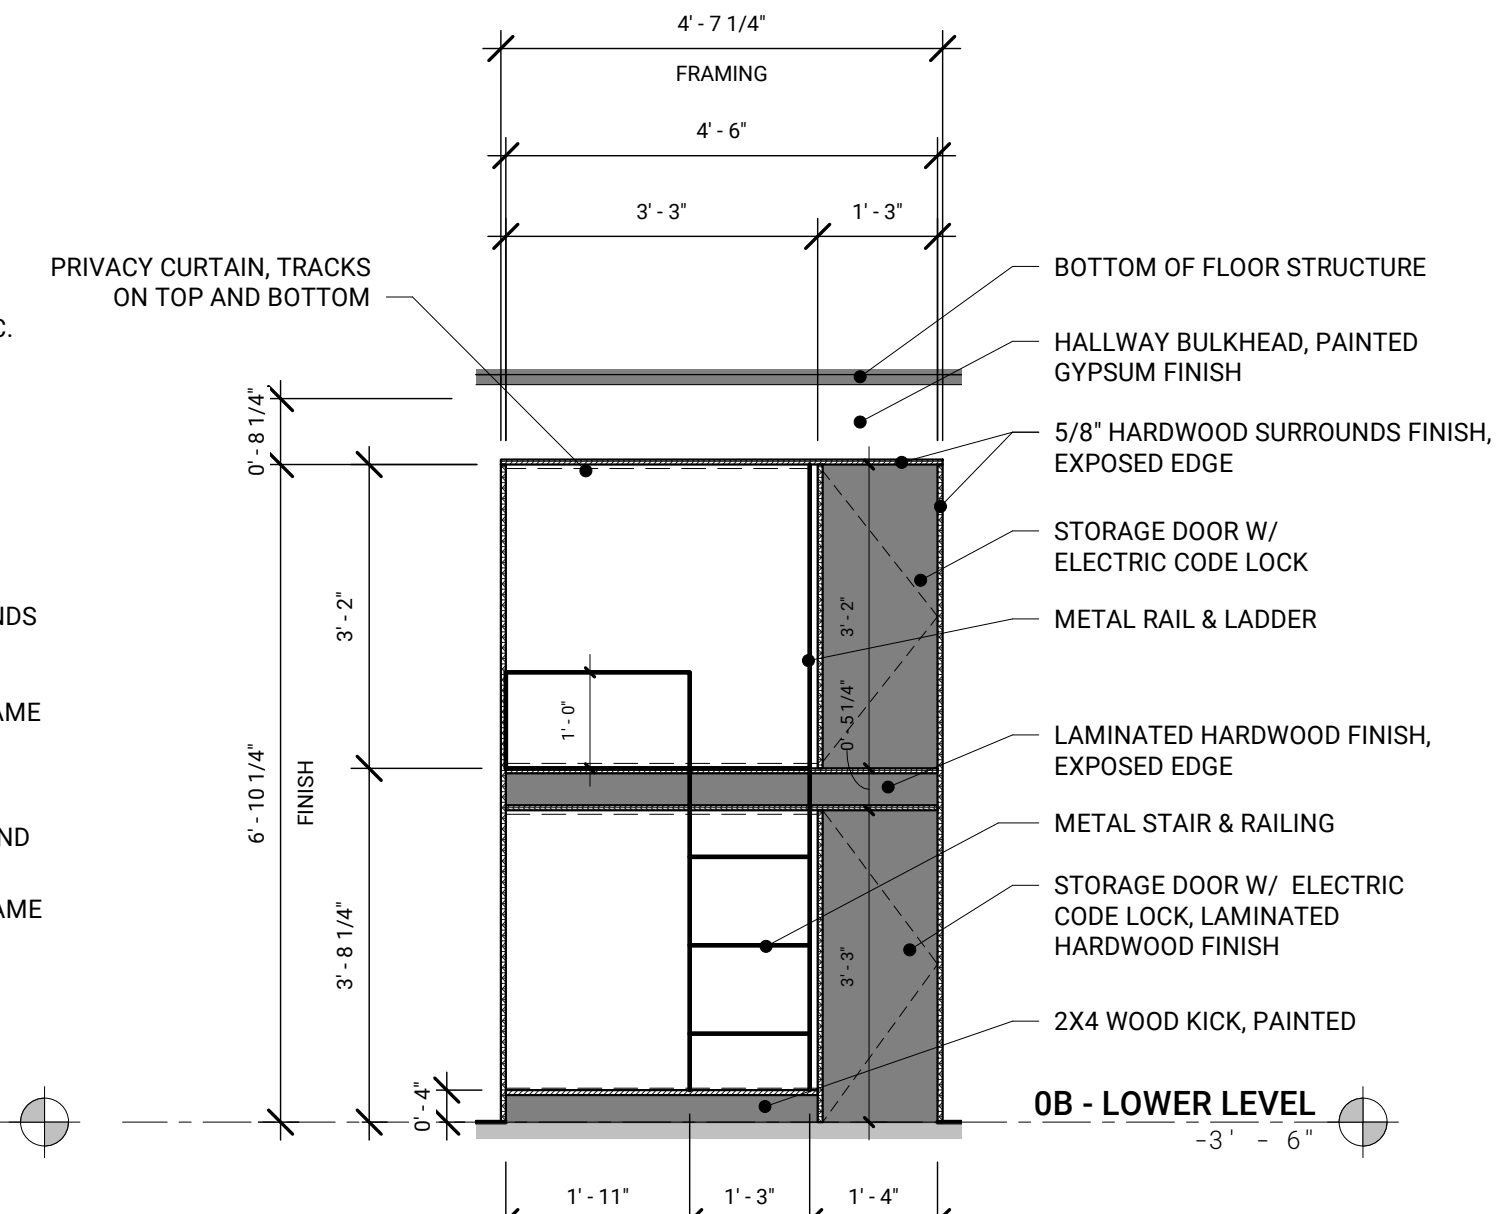 4' - 7 1/4"
FRAMING
4' - 6"
3' - 3"
1' - 3"
PRIVACY CURTAIN, TRACKS
ON TOP AND BOTTOM
C.
0' - 8 1/4"
3' - 2"
6' - 10 1/4"
FINISH
3' - 8 1/4"
0' - 4"
NDS
AME
ND
AME
1' - 0"
3' - 2"
0' - 5 1/4"
3' - 3"
BOTTOM OF FLOOR STRUCTURE
HALLWAY BULKHEAD, PAINTED
GYPSUM FINISH
5/8" HARDWOOD SURROUNDS FINISH,
EXPOSED EDGE
STORAGE DOOR W/
ELECTRIC CODE LOCK
METAL RAIL & LADDER
LAMINATED HARDWOOD FINISH,
EXPOSED EDGE
METAL STAIR & RAILING
STORAGE DOOR W/ ELECTRIC
CODE LOCK, LAMINATED
HARDWOOD FINISH
2X4 WOOD KICK, PAINTED
0B - LOWER LEVEL
-3' - 6"
1' - 11"
1' - 3"
1' - 4"